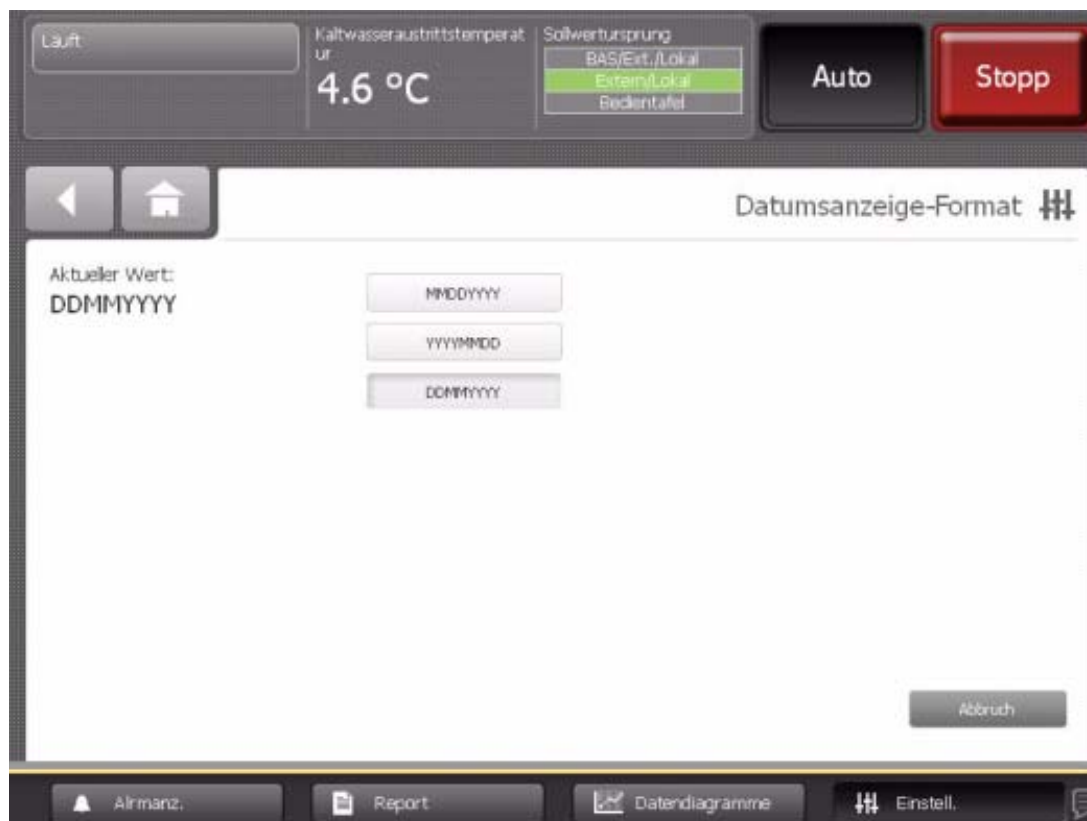 Läuft
Kaltwasseraustrittstemperat
ur
4.6 °C
Sollwertursprung
BAS/Ext./Lokal
Extern/Lokal
Bedientafel
Auto
Stopp
Datumsanzeige-Format
Aktueller Wert:
DDMMYYYY
MMDDYYYY
YYYYMMDD
DDMMYYYY
Abbruch
Alrmanz.
Report
Datendiagramme
Einstell.